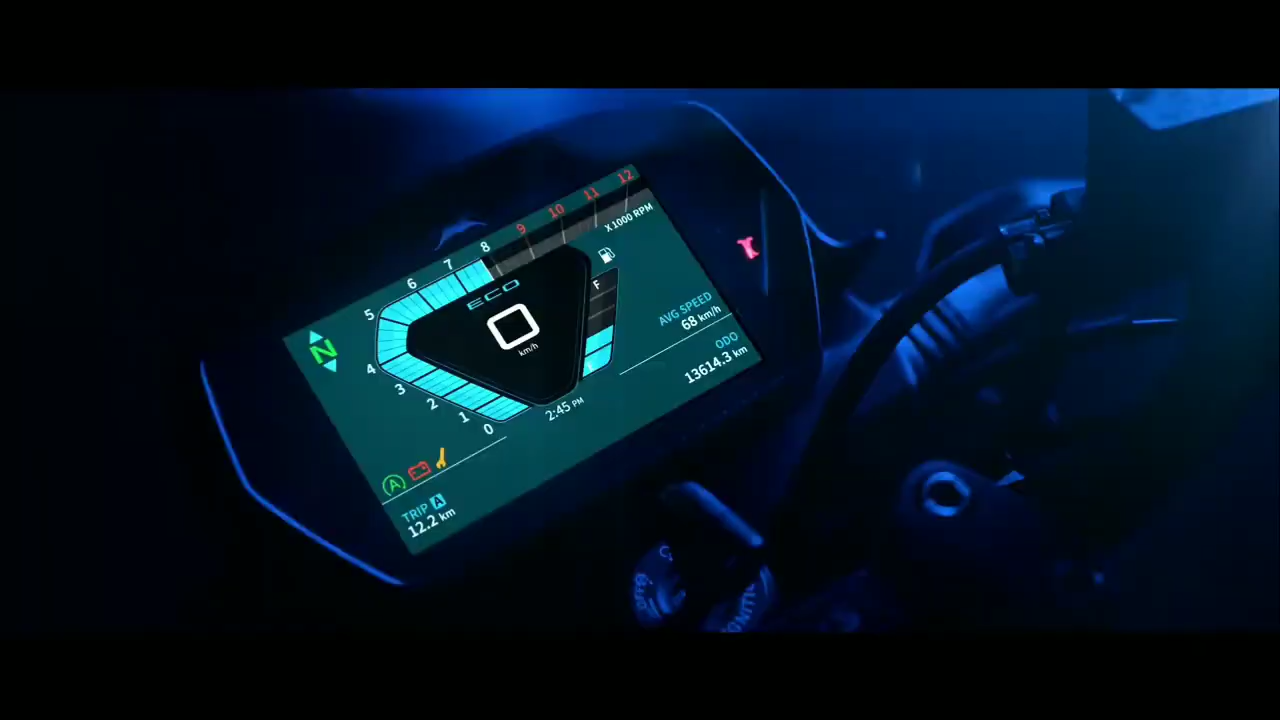 12
11
10
9
8
7
6
5
4
3
2
1
0
X1000 RPM
ECO
0
km/h
F
N
AVG SPEED
68 km/h
ODO
13614.3 km
2:45 PM
A
TRIP A
12.2 km
OFF